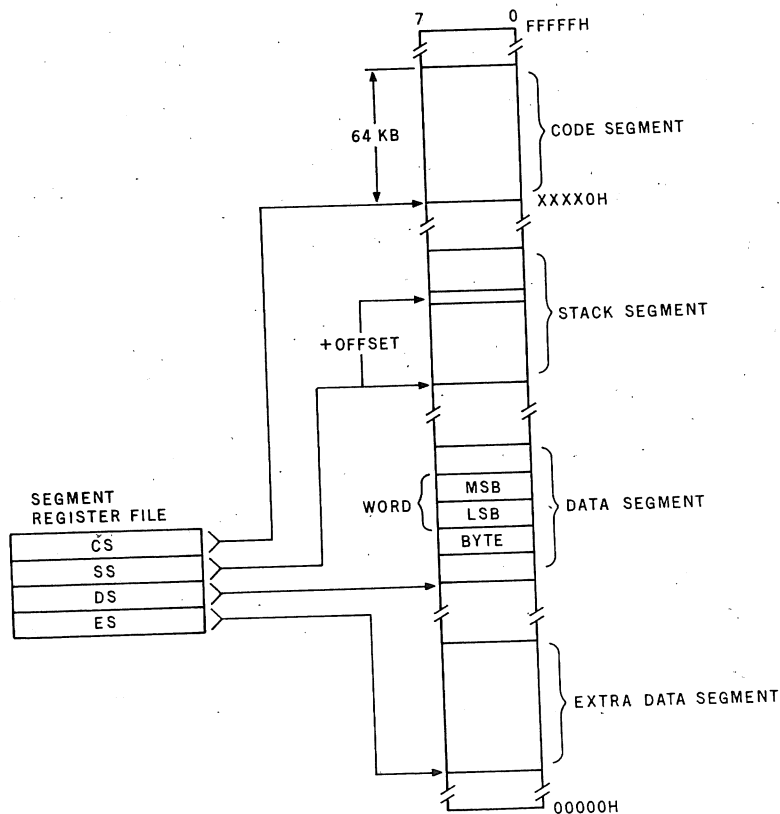 7 0
FFFFFH
64 KB
CODE SEGMENT
XXXX0H
+OFFSET
STACK SEGMENT
SEGMENT
REGISTER FILE
CS
SS
DS
ES
WORD
MSB
LSB
BYTE
DATA SEGMENT
EXTRA DATA SEGMENT
00000H